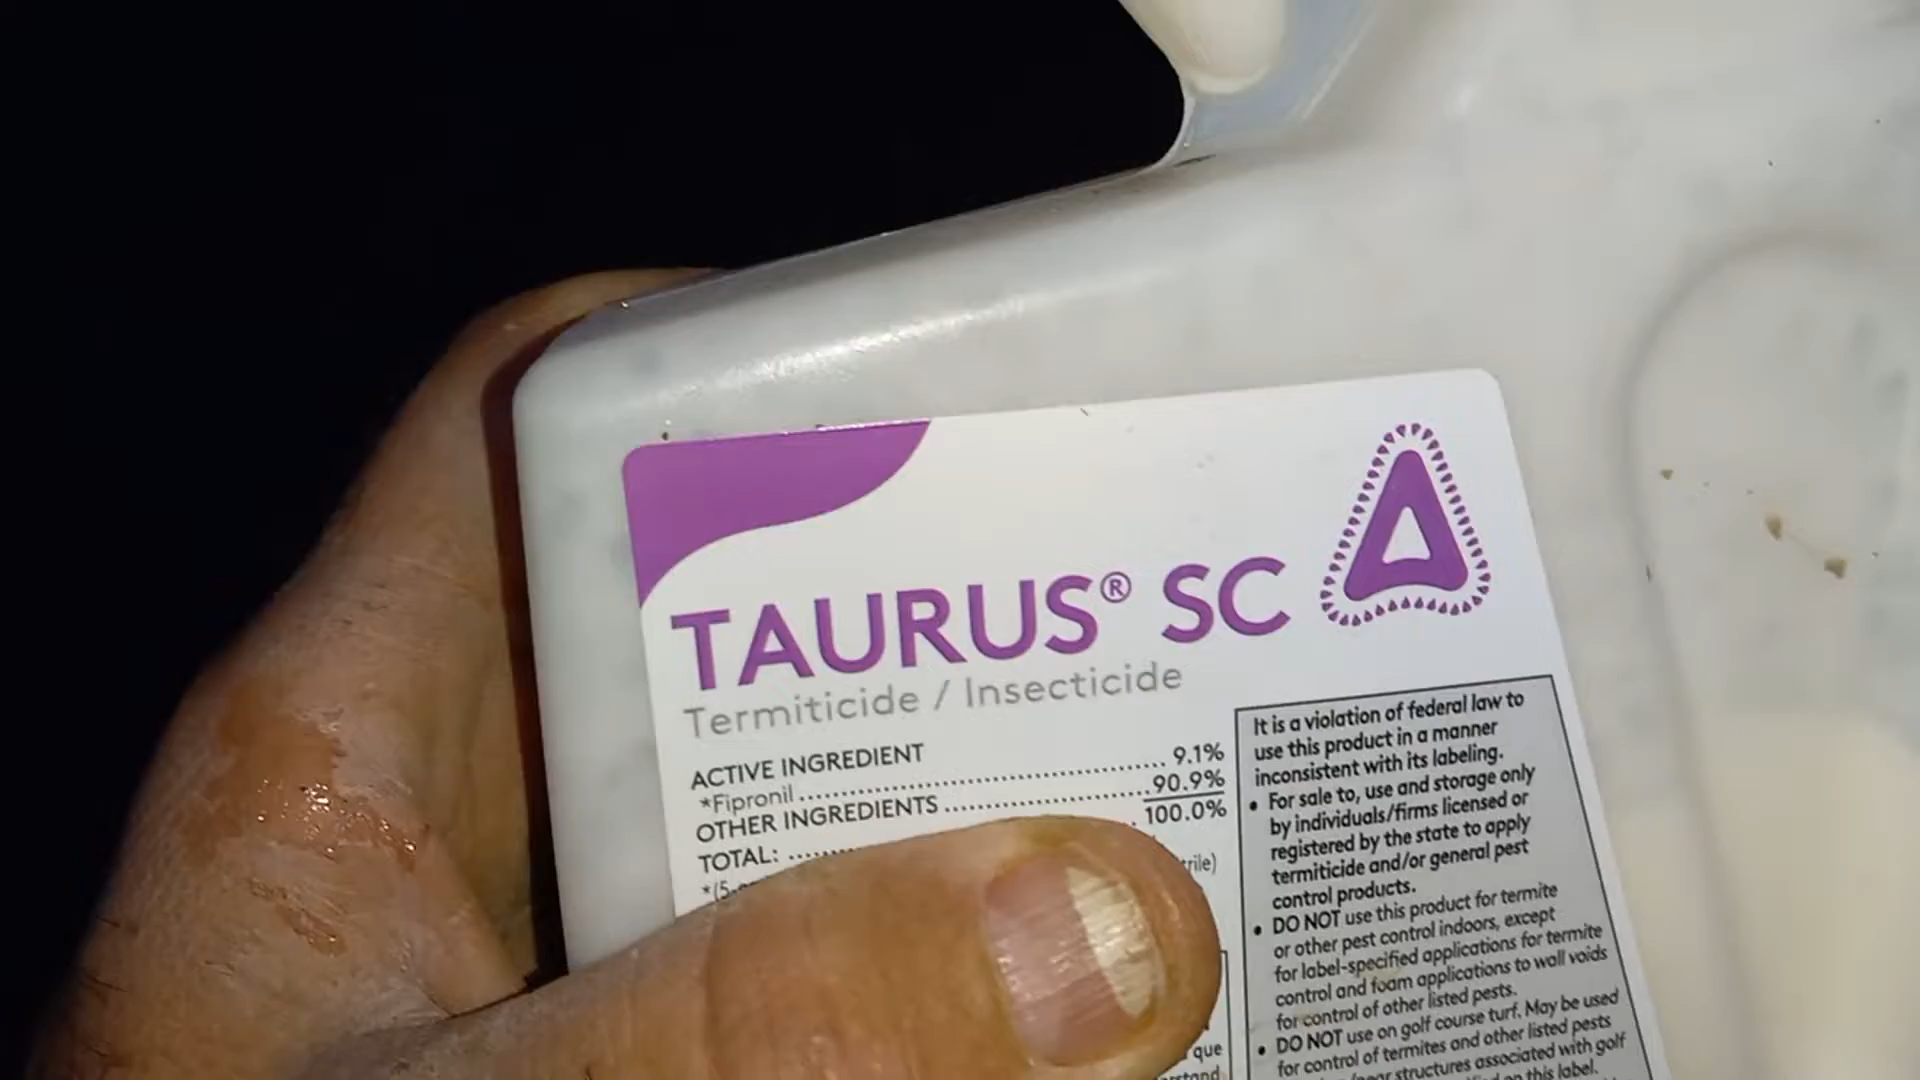 TAURUS® SC
Termiticide / Insecticide
ACTIVE INGREDIENT
*Fipronil .......... 9.1%
OTHER INGREDIENTS .......... 90.9%
TOTAL: .......... 100.0%
*(5-
trile)
que
It is a violation of federal law to
use this product in a manner
inconsistent with its labeling.
• For sale to, use and storage only
by individuals/firms licensed or
registered by the state to apply
termiticide and/or general pest
control products.
• DO NOT use this product for termite
or other pest control indoors, except
for label-specified applications for termite
control and foam applications to wall voids
for control of other listed pests.
• DO NOT use on golf course turf. May be used
for control of termites and other listed pests
structures associated with golf
on this label.